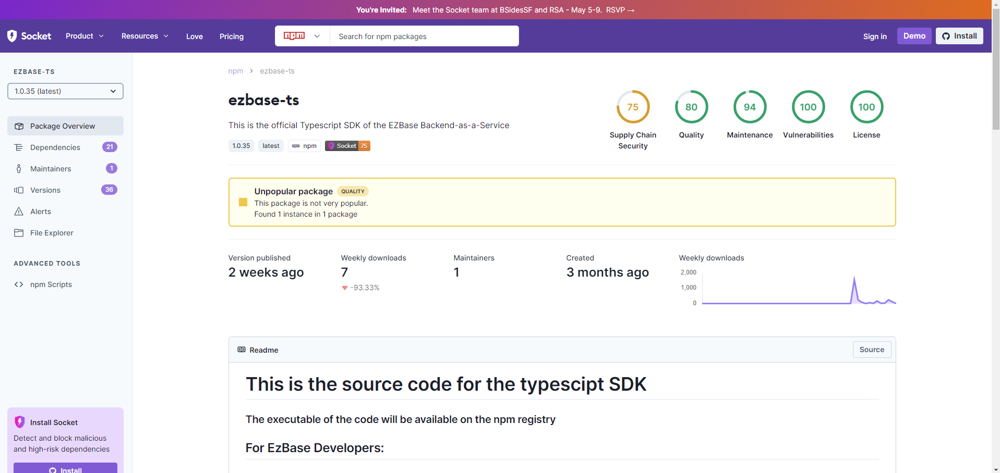 You're Invited: Meet the Socket team at BSidesSF and RSA - May 5-9. RSVP →
Socket
Product
Resources
Love
Pricing
npm
Search for npm packages
Sign in
Demo
Install
EZBASE-TS
1.0.35 (latest)
Package Overview
Dependencies 21
Maintainers 1
Versions 36
Alerts
File Explorer
ADVANCED TOOLS
npm Scripts
Install Socket
Detect and block malicious
and high-risk dependencies
Install
npm > ezbase-ts
ezbase-ts
This is the official Typescript SDK of the EZBase Backend-as-a-Service
1.0.35 latest npm Socket 75
75
Supply Chain
Security
80
Quality
94
Maintenance
100
Vulnerabilities
100
License
Unpopular package QUALITY
This package is not very popular.
Found 1 instance in 1 package
Version published
2 weeks ago
Weekly downloads
7
-93.33%
Maintainers
1
Created
3 months ago
Weekly downloads
2,000
1,000
0
Readme
Source
This is the source code for the typescipt SDK
The executable of the code will be available on the npm registry
For EzBase Developers: